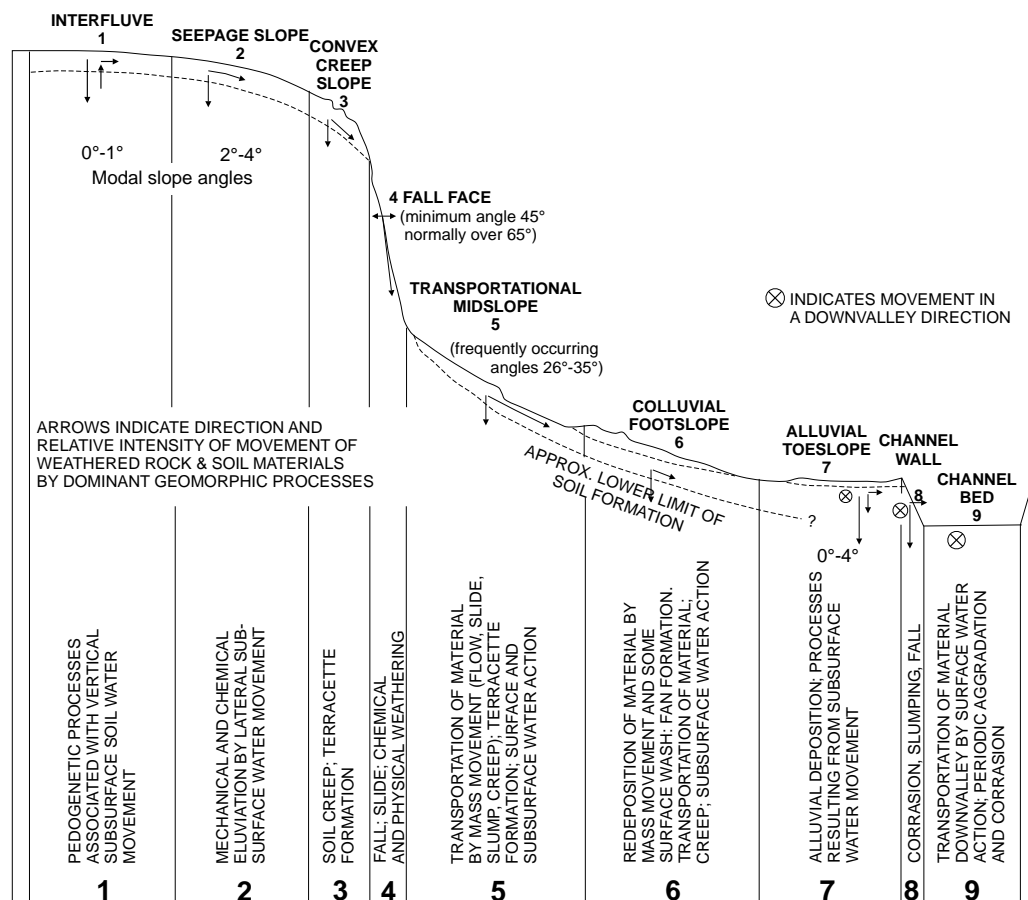 INTERFLUVE
1
SEEPAGE SLOPE
2
CONVEX
CREEP
SLOPE
3
0°-1°
2°-4°
Modal slope angles
4 FALL FACE
(minimum angle 45°
normally over 65°)
TRANSPORTATIONAL
MIDSLOPE
5
(frequently occurring
angles 26°-35°)
INDICATES MOVEMENT IN
A DOWNVALLEY DIRECTION
ARROWS INDICATE DIRECTION AND
RELATIVE INTENSITY OF MOVEMENT OF
WEATHERED ROCK & SOIL MATERIALS
BY DOMINANT GEOMORPHIC PROCESSES
COLLUVIAL
FOOTSLOPE
6
APPROX. LOWER LIMIT OF
SOIL FORMATION
?
ALLUVIAL
TOESLOPE
7
0°-4°
CHANNEL
WALL
8
CHANNEL
BED
9
PEDOGENETIC PROCESSES
ASSOCIATED WITH VERTICAL
SUBSURFACE SOIL WATER
MOVEMENT
MECHANICAL AND CHEMICAL
ELUVIATION BY LATERAL SUB-
SURFACE WATER MOVEMENT
SOIL CREEP; TERRACETTE
FORMATION
FALL; SLIDE; CHEMICAL
AND PHYSICAL WEATHERING
TRANSPORTATION OF MATERIAL
BY MASS MOVEMENT (FLOW, SLIDE,
SLUMP, CREEP); TERRACETTE
FORMATION; SURFACE AND
SUBSURFACE WATER ACTION
REDEPOSITION OF MATERIAL BY
MASS MOVEMENT AND SOME
SURFACE WASH: FAN FORMATION.
TRANSPORTATION OF MATERIAL;
CREEP; SUBSURFACE WATER ACTION
ALLUVIAL DEPOSITION; PROCESSES
RESULTING FROM SUBSURFACE
WATER MOVEMENT
CORRASION, SLUMPING, FALL
TRANSPORTATION OF MATERIAL
DOWNVALLEY BY SURFACE WATER
ACTION; PERIODIC AGGRADATION
AND CORRASION
1
2
3
4
5
6
7
8
9